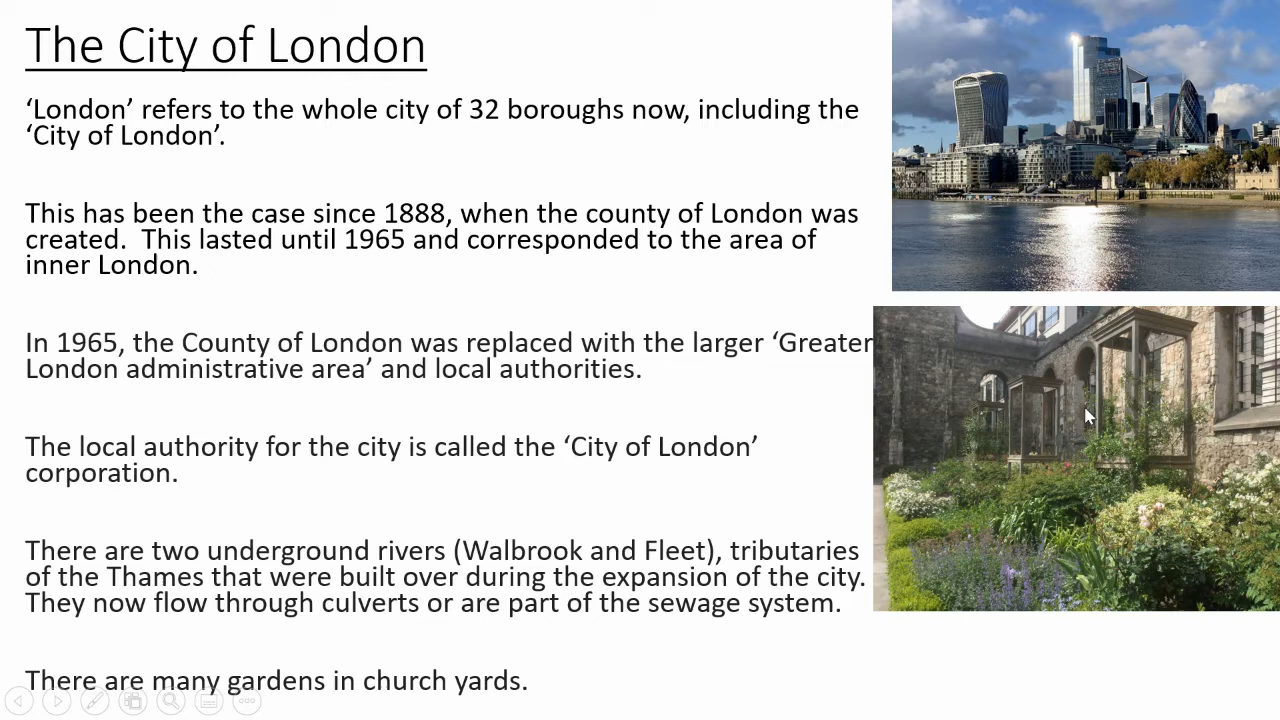 The City of London
‘London’ refers to the whole city of 32 boroughs now, including the
‘City of London’.
This has been the case since 1888, when the county of London was
created.  This lasted until 1965 and corresponded to the area of
inner London.
In 1965, the County of London was replaced with the larger ‘Greater
London administrative area’ and local authorities.
The local authority for the city is called the ‘City of London’
corporation.
There are two underground rivers (Walbrook and Fleet), tributaries
of the Thames that were built over during the expansion of the city.
They now flow through culverts or are part of the sewage system.
There are many gardens in church yards.